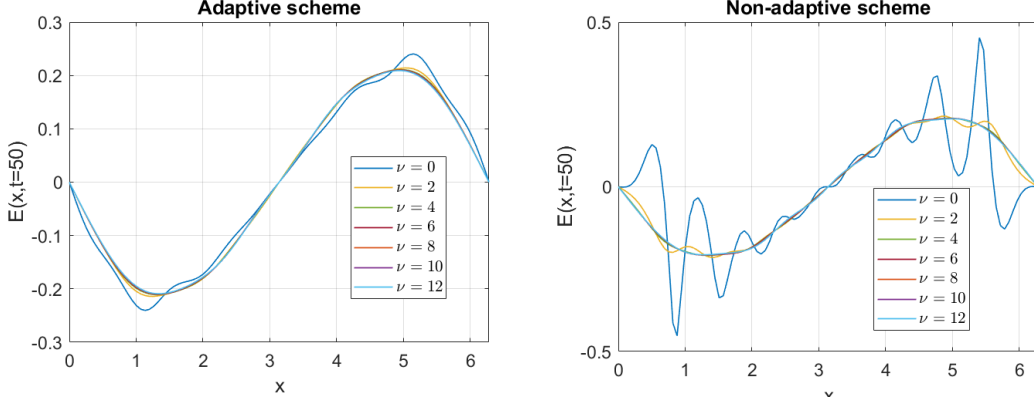 Adaptive scheme
0.3
0.2
0.1
0
-0.1
-0.2
-0.3
E(x,t=50)
0 1 2 3 4 5 6
x
ν = 0
ν = 2
ν = 4
ν = 6
ν = 8
ν = 10
ν = 12
Non-adaptive scheme
0.5
0
-0.5
E(x,t=50)
0 1 2 3 4 5 6
x
ν = 0
ν = 2
ν = 4
ν = 6
ν = 8
ν = 10
ν = 12